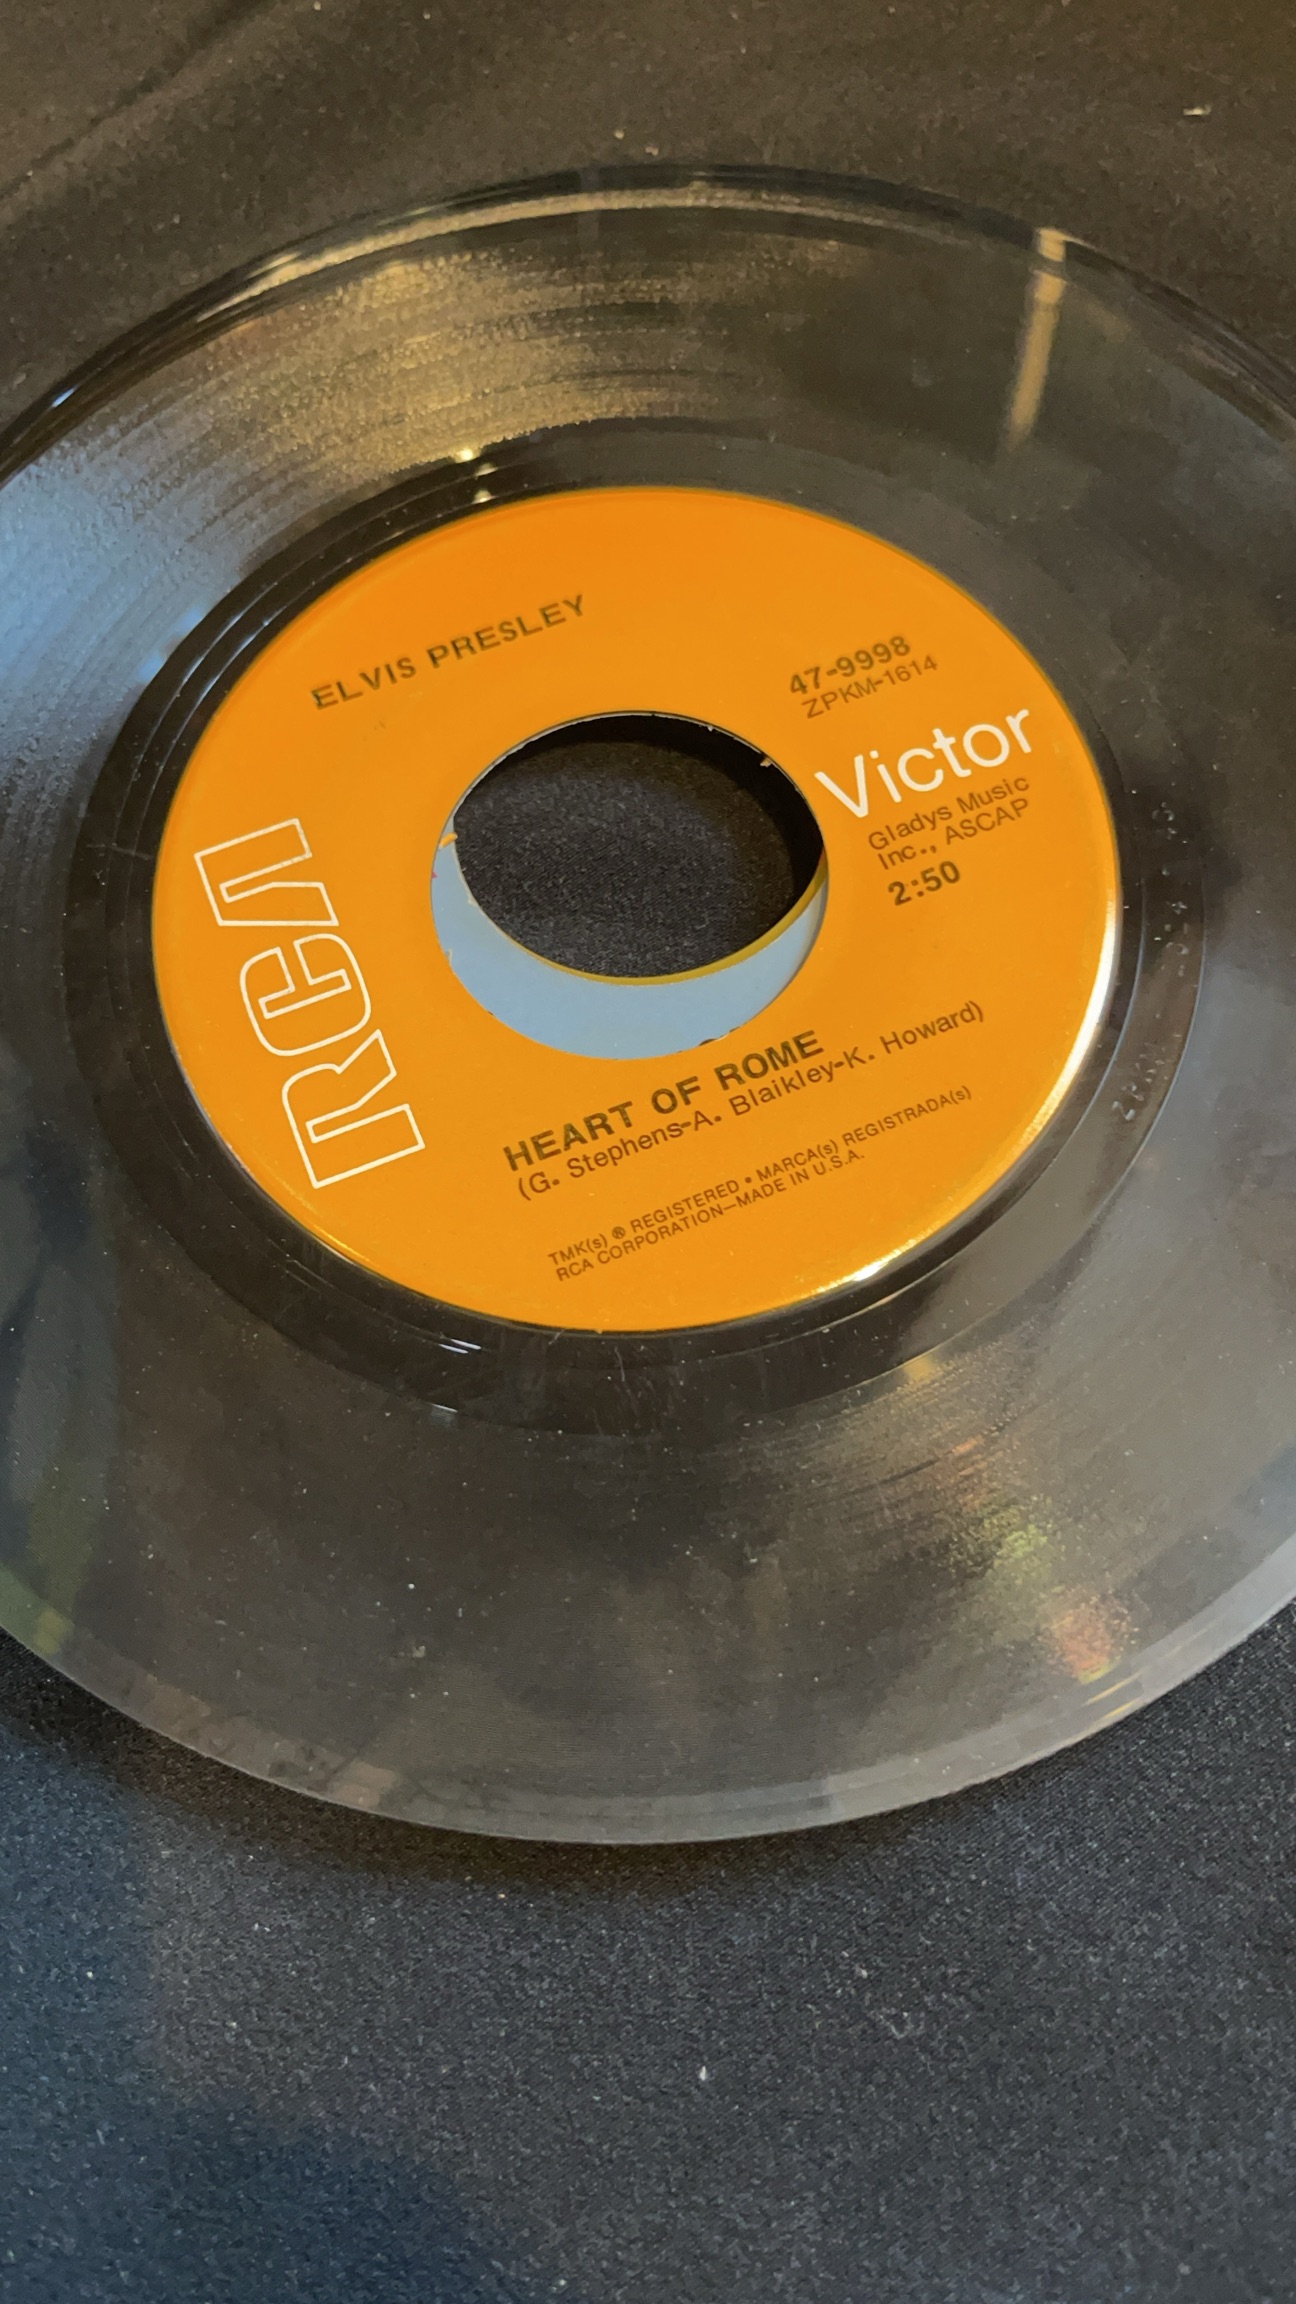 ELVIS PRESLEY
47-9998
ZPKM-1614
Victor
Gladys Music
Inc., ASCAP
2:50
RCA
HEART OF ROME
(G. Stephens-A. Blaikley-K. Howard)
TMK(s) ® REGISTERED • MARCA(s) REGISTRADA(s)
RCA CORPORATION—MADE IN U.S.A.